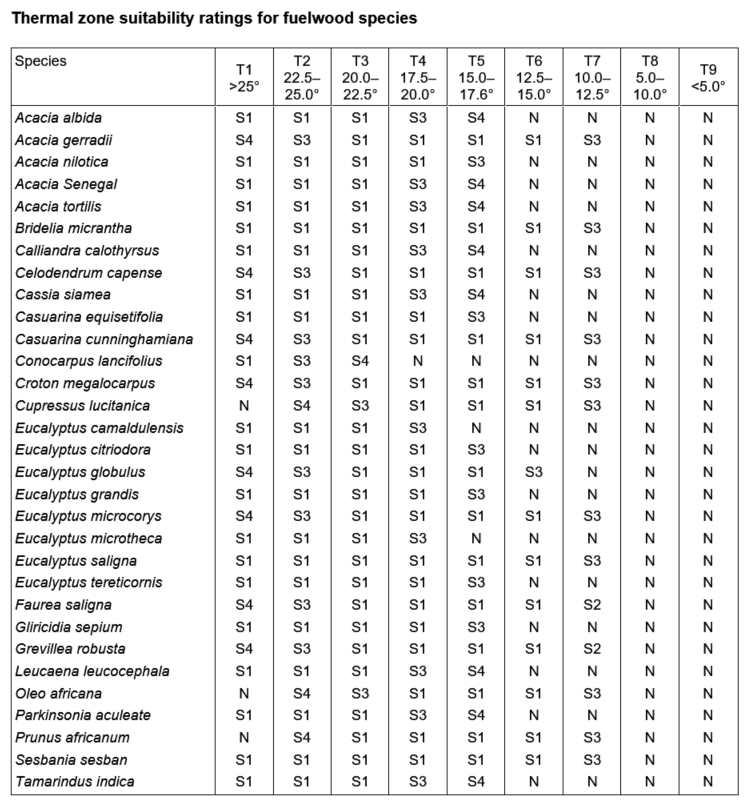 Thermal zone suitability ratings for fuelwood species
Species T1 >25° T2 22.5–25.0° T3 20.0–22.5° T4 17.5–20.0° T5 15.0–17.6° T6 12.5–15.0° T7 10.0–12.5° T8 5.0–10.0° T9 <5.0°
Acacia albida S1 S1 S1 S3 S4 N N N N
Acacia gerradii S4 S3 S1 S1 S1 S1 S3 N N
Acacia nilotica S1 S1 S1 S1 S3 N N N N
Acacia Senegal S1 S1 S1 S3 S4 N N N N
Acacia tortilis S1 S1 S1 S3 S4 N N N N
Bridelia micrantha S1 S1 S1 S1 S1 S1 S3 N N
Calliandra calothyrsus S1 S1 S1 S3 S4 N N N N
Celodendrum capense S4 S3 S1 S1 S1 S1 S3 N N
Cassia siamea S1 S1 S1 S3 S4 N N N N
Casuarina equisetifolia S1 S1 S1 S1 S3 N N N N
Casuarina cunninghamiana S4 S3 S1 S1 S1 S1 S3 N N
Conocarpus lancifolius S1 S3 S4 N N N N N N
Croton megalocarpus S4 S3 S1 S1 S1 S1 S3 N N
Cupressus lucitanica N S4 S3 S1 S1 S1 S3 N N
Eucalyptus camaldulensis S1 S1 S1 S3 N N N N N
Eucalyptus citriodora S1 S1 S1 S1 S3 N N N N
Eucalyptus globulus S4 S3 S1 S1 S1 S3 N N N
Eucalyptus grandis S1 S1 S1 S1 S3 N N N N
Eucalyptus microcorys S4 S3 S1 S1 S1 S1 S3 N N
Eucalyptus microtheca S1 S1 S1 S3 N N N N N
Eucalyptus saligna S1 S1 S1 S1 S1 S1 S3 N N
Eucalyptus tereticornis S1 S1 S1 S1 S3 N N N N
Faurea saligna S4 S3 S1 S1 S1 S1 S2 N N
Gliricidia sepium S1 S1 S1 S1 S3 N N N N
Grevillea robusta S4 S3 S1 S1 S1 S1 S2 N N
Leucaena leucocephala S1 S1 S1 S3 S4 N N N N
Oleo africana N S4 S3 S1 S1 S1 S3 N N
Parkinsonia aculeate S1 S1 S1 S3 S4 N N N N
Prunus africanum N S4 S1 S1 S1 S1 S3 N N
Sesbania sesban S1 S1 S1 S1 S1 S1 S3 N N
Tamarindus indica S1 S1 S1 S3 S4 N N N N